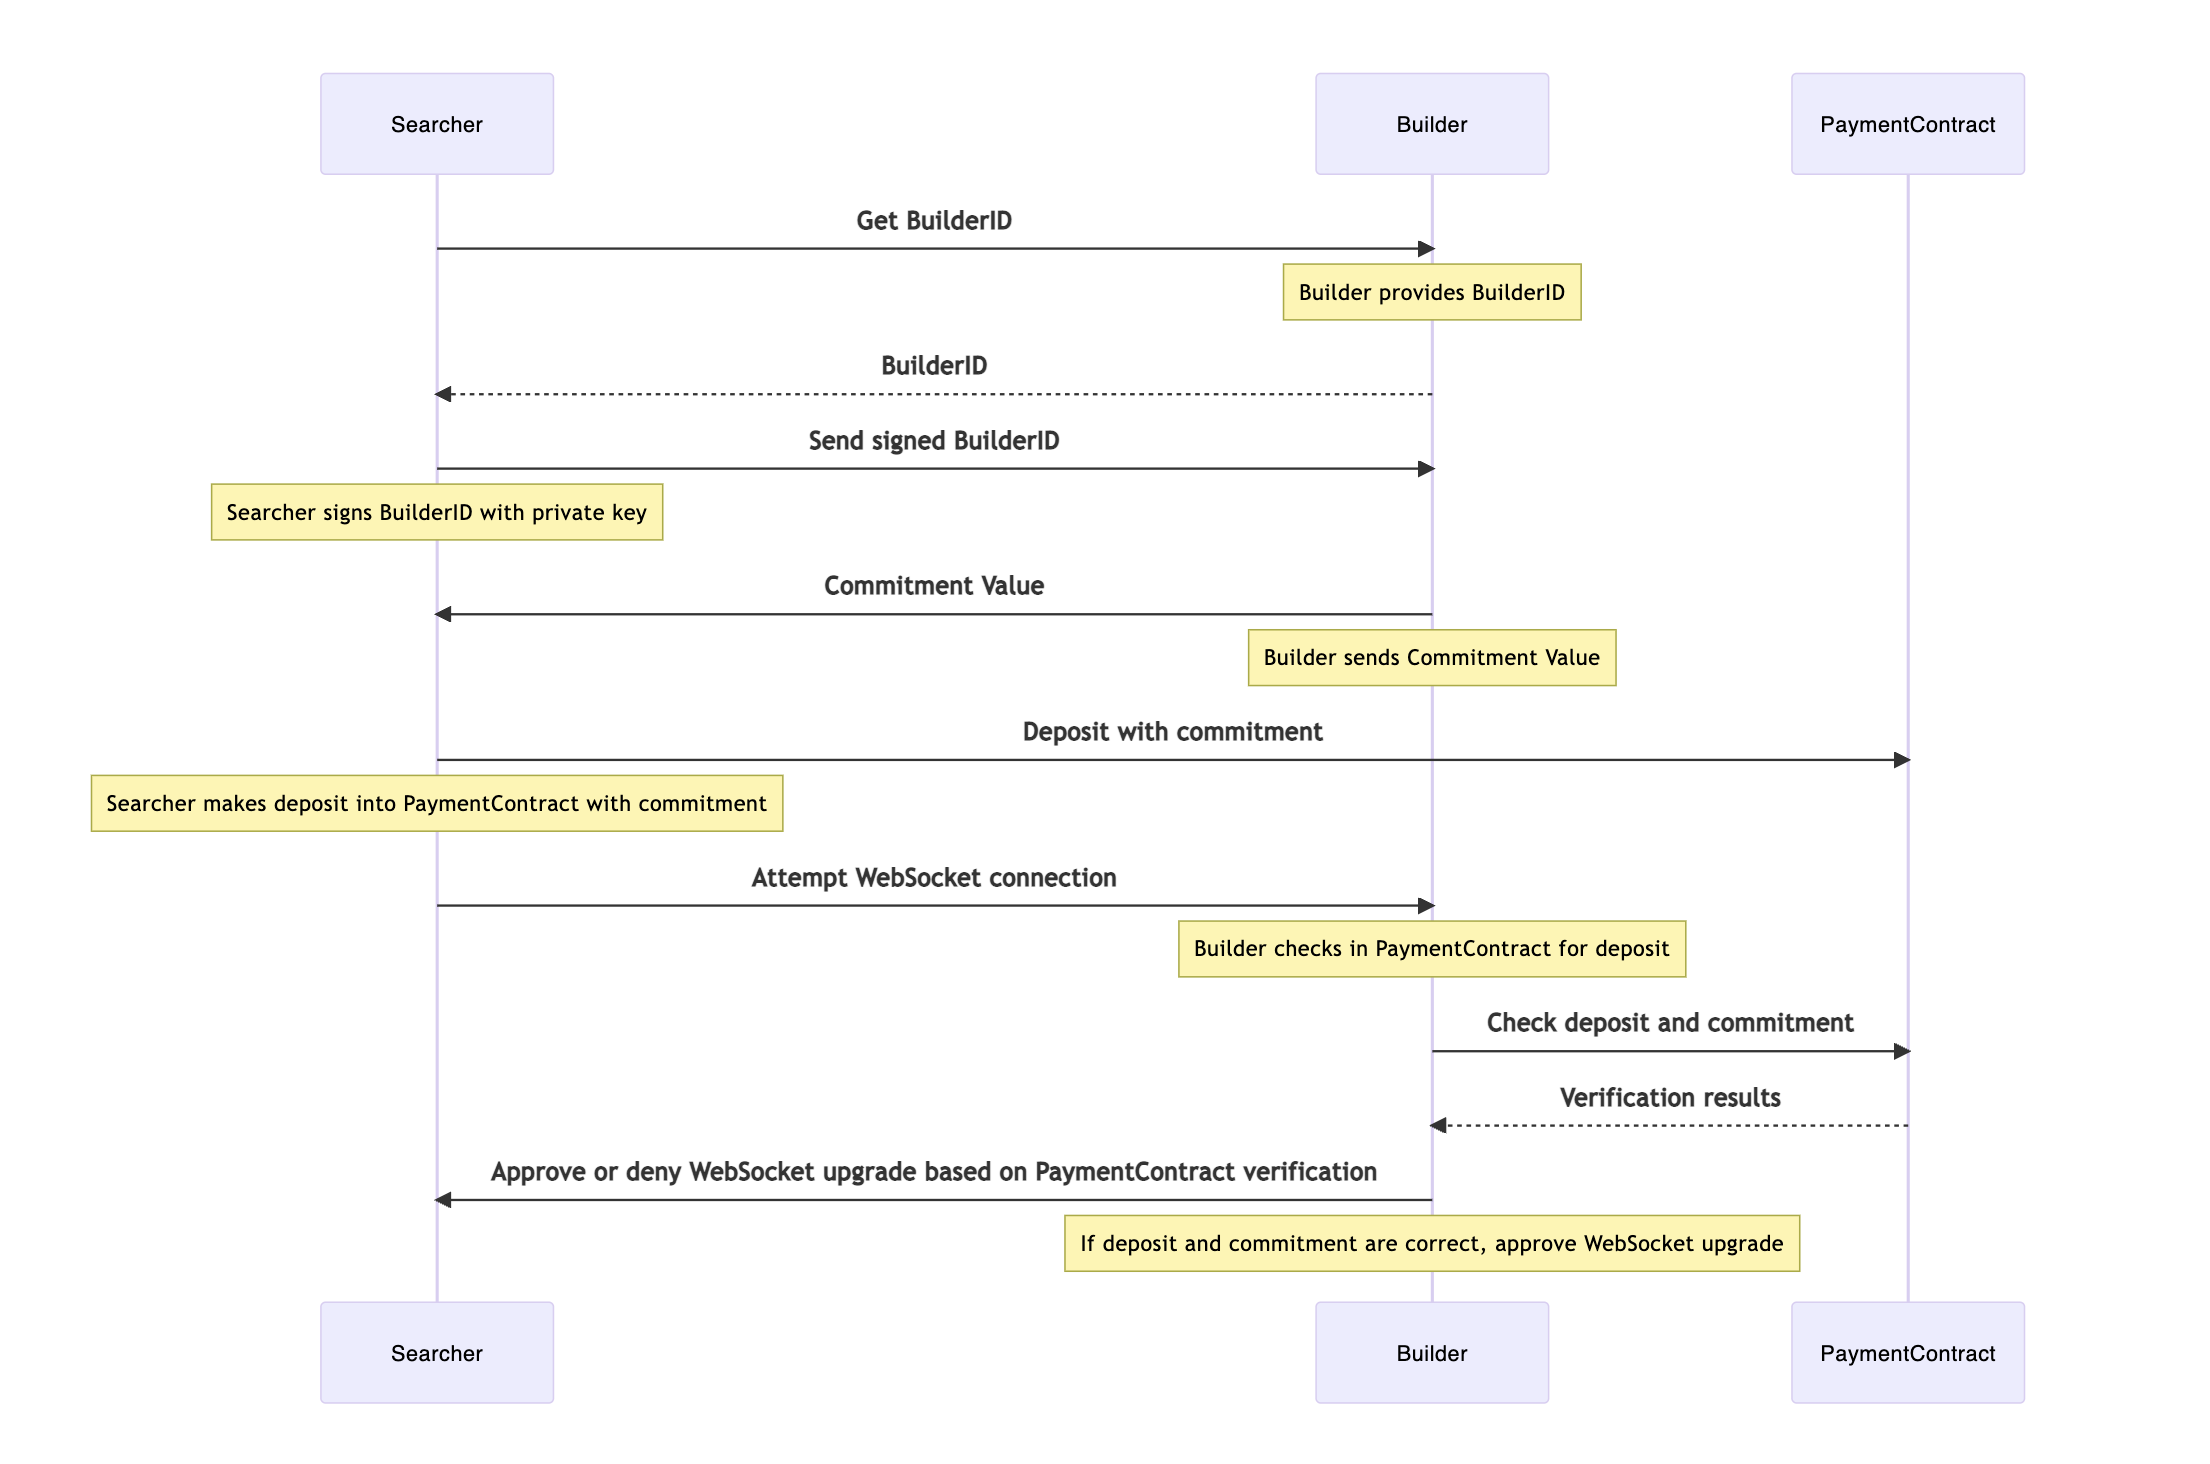 Searcher
Builder
PaymentContract
Get BuilderID
Builder provides BuilderID
BuilderID
Send signed BuilderID
Searcher signs BuilderID with private key
Commitment Value
Builder sends Commitment Value
Deposit with commitment
Searcher makes deposit into PaymentContract with commitment
Attempt WebSocket connection
Builder checks in PaymentContract for deposit
Check deposit and commitment
Verification results
Approve or deny WebSocket upgrade based on PaymentContract verification
If deposit and commitment are correct, approve WebSocket upgrade
Searcher
Builder
PaymentContract